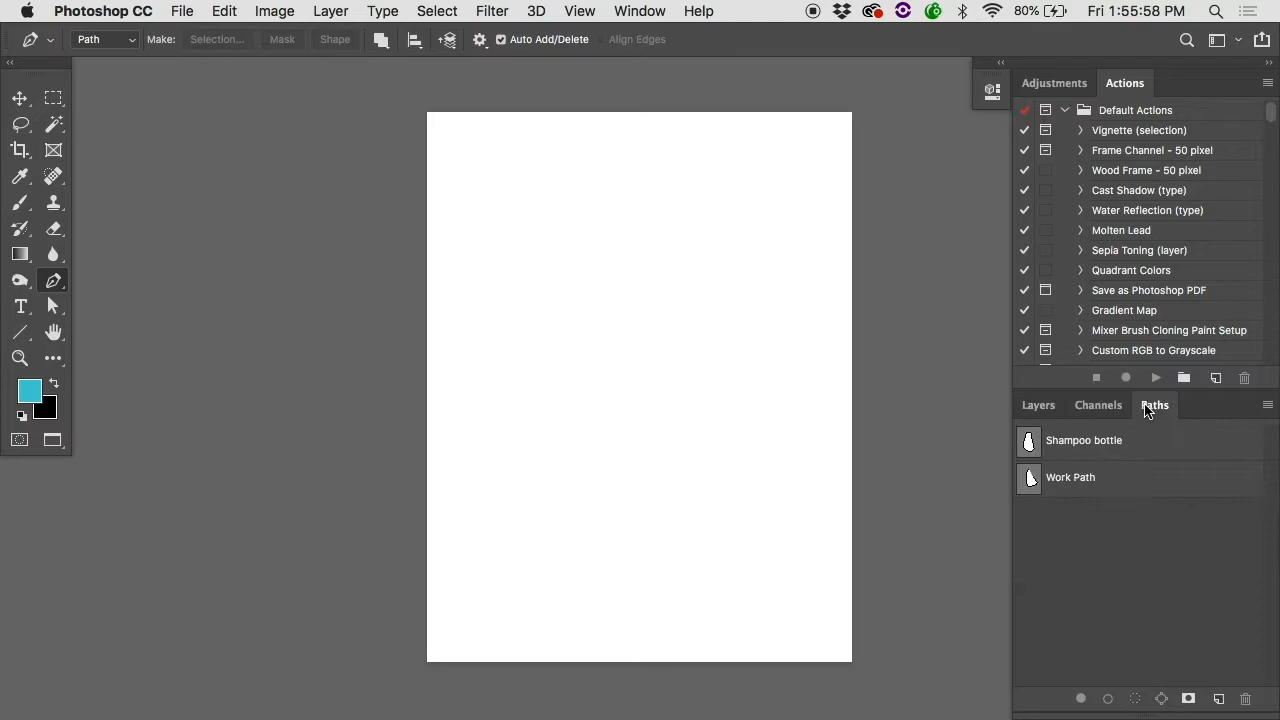 Photoshop CC File Edit Image Layer Type Select Filter 3D View Window Help 80% Fri 1:55:58 PM
Path Make: Selection... Mask Shape Auto Add/Delete Align Edges
Adjustments Actions
Default Actions
Vignette (selection)
Frame Channel - 50 pixel
Wood Frame - 50 pixel
Cast Shadow (type)
Water Reflection (type)
Molten Lead
Sepia Toning (layer)
Quadrant Colors
Save as Photoshop PDF
Gradient Map
Mixer Brush Cloning Paint Setup
Custom RGB to Grayscale
Layers Channels Paths
Shampoo bottle
Work Path